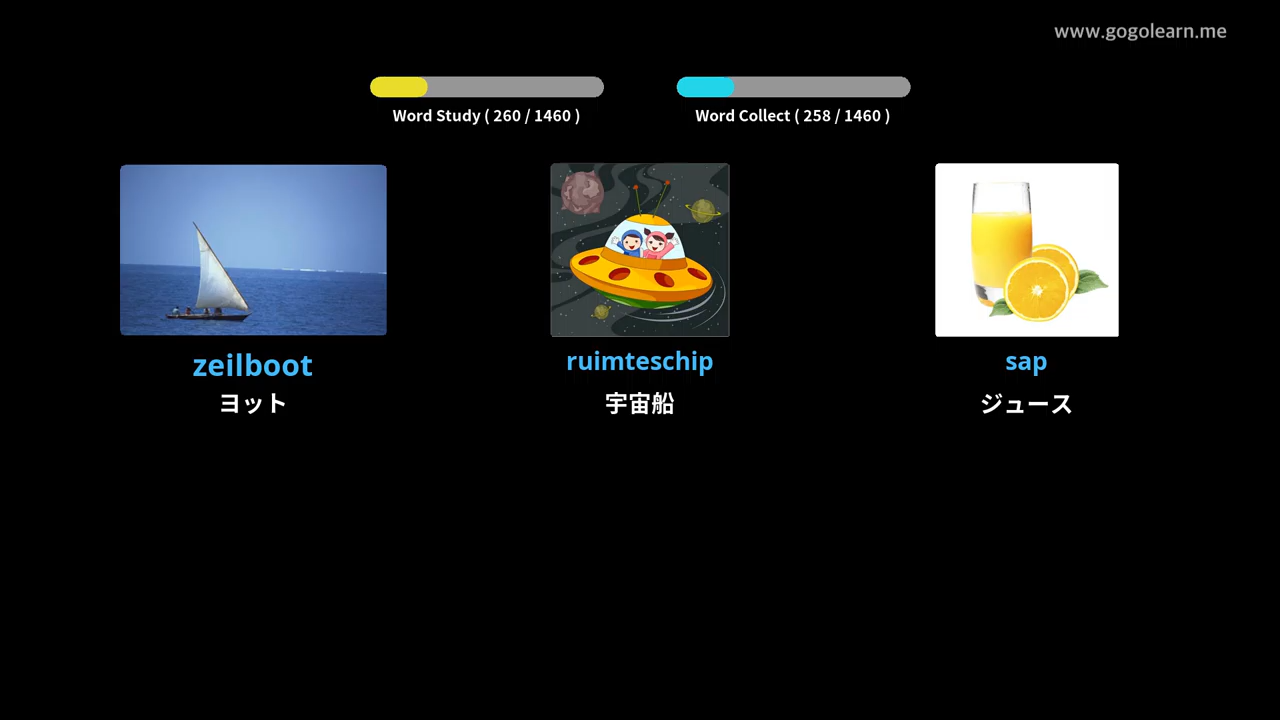 www.gogolearn.me
Word Study ( 260 / 1460 )
Word Collect ( 258 / 1460 )
zeilboot
ruimteschip
sap
ヨット
宇宙船
ジュース